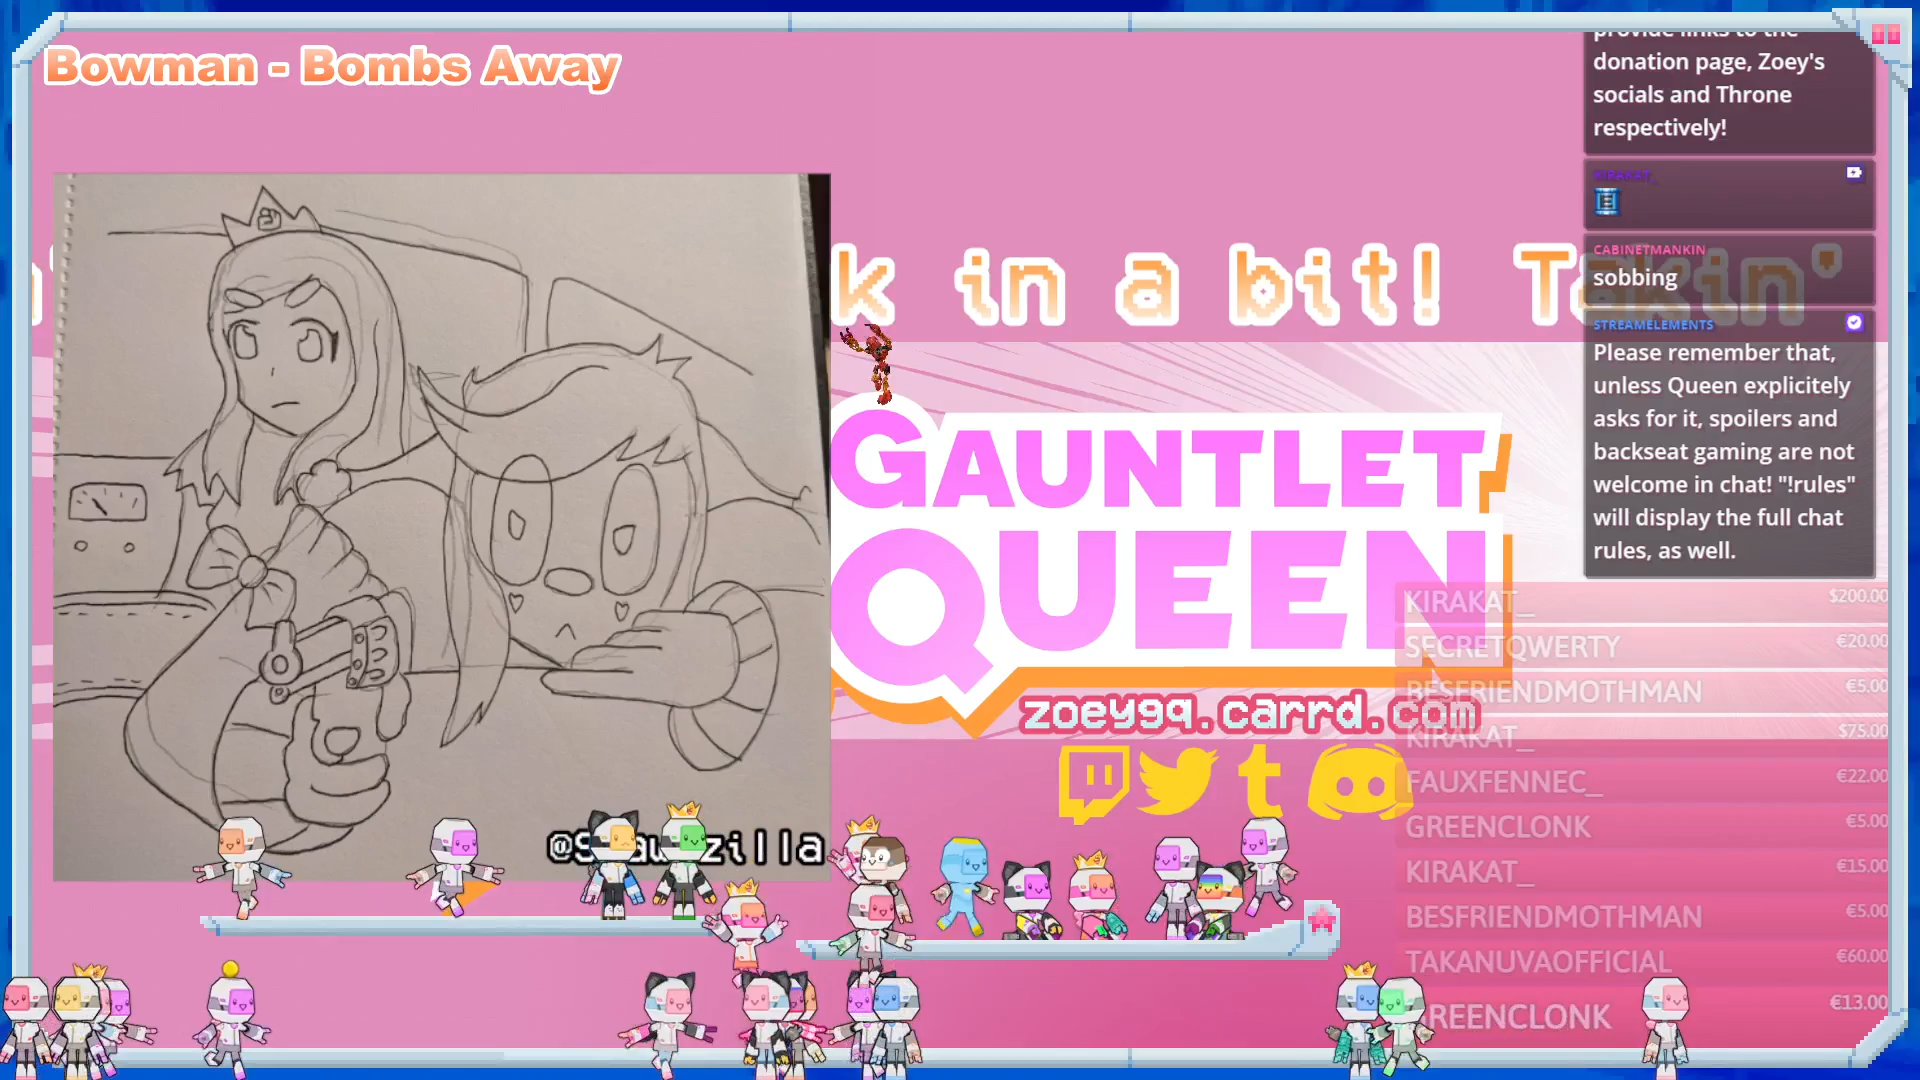 Bowman - Bombs Away
donation page, Zoey's
socials and Throne
respectively!
KIRAKAT_
CABINETMANKIN
sobbing
STREAMELEMENTS
Please remember that,
unless Queen explicitely
asks for it, spoilers and
backseat gaming are not
welcome in chat! "!rules"
will display the full chat
rules, as well.
k in a bit! Takin'
GAUNTLET
QUEEN
zoeygq.carrd.com
KIRAKAT_ $200.00
SECRETQWERTY €20.00
BESFRIENDMOTHMAN €5.00
KIRAKAT_ $75.00
FAUXFENNEC_ €22.00
GREENCLONK €5.00
KIRAKAT_ €15.00
BESFRIENDMOTHMAN €5.00
TAKANUVAOFFICIAL €60.00
REENCLONK €13.00